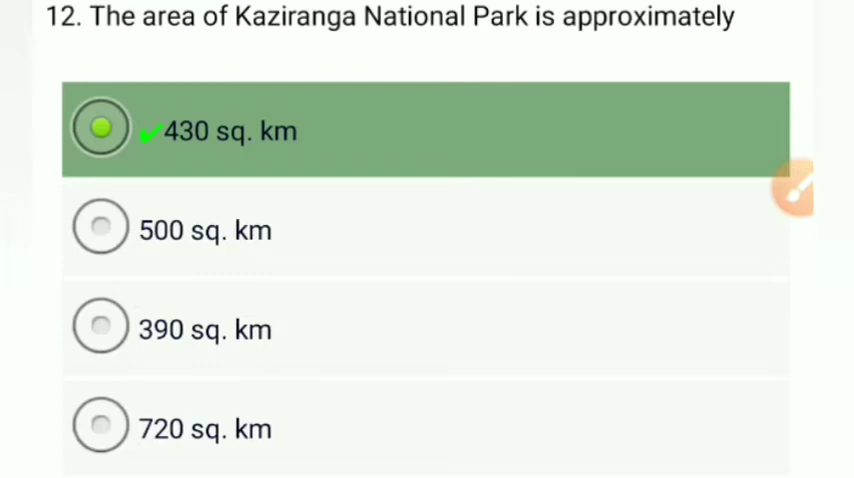 12. The area of Kaziranga National Park is approximately
✔430 sq. km
500 sq. km
390 sq. km
720 sq. km